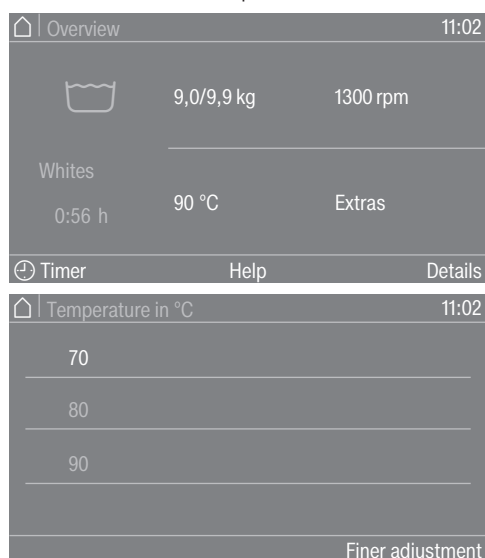 Overview 11:02
9,0/9,9 kg 1300 rpm
Whites
0:56 h
90 °C Extras
Timer Help Details
Temperature in °C 11:02
70
80
90
Finer adjustment